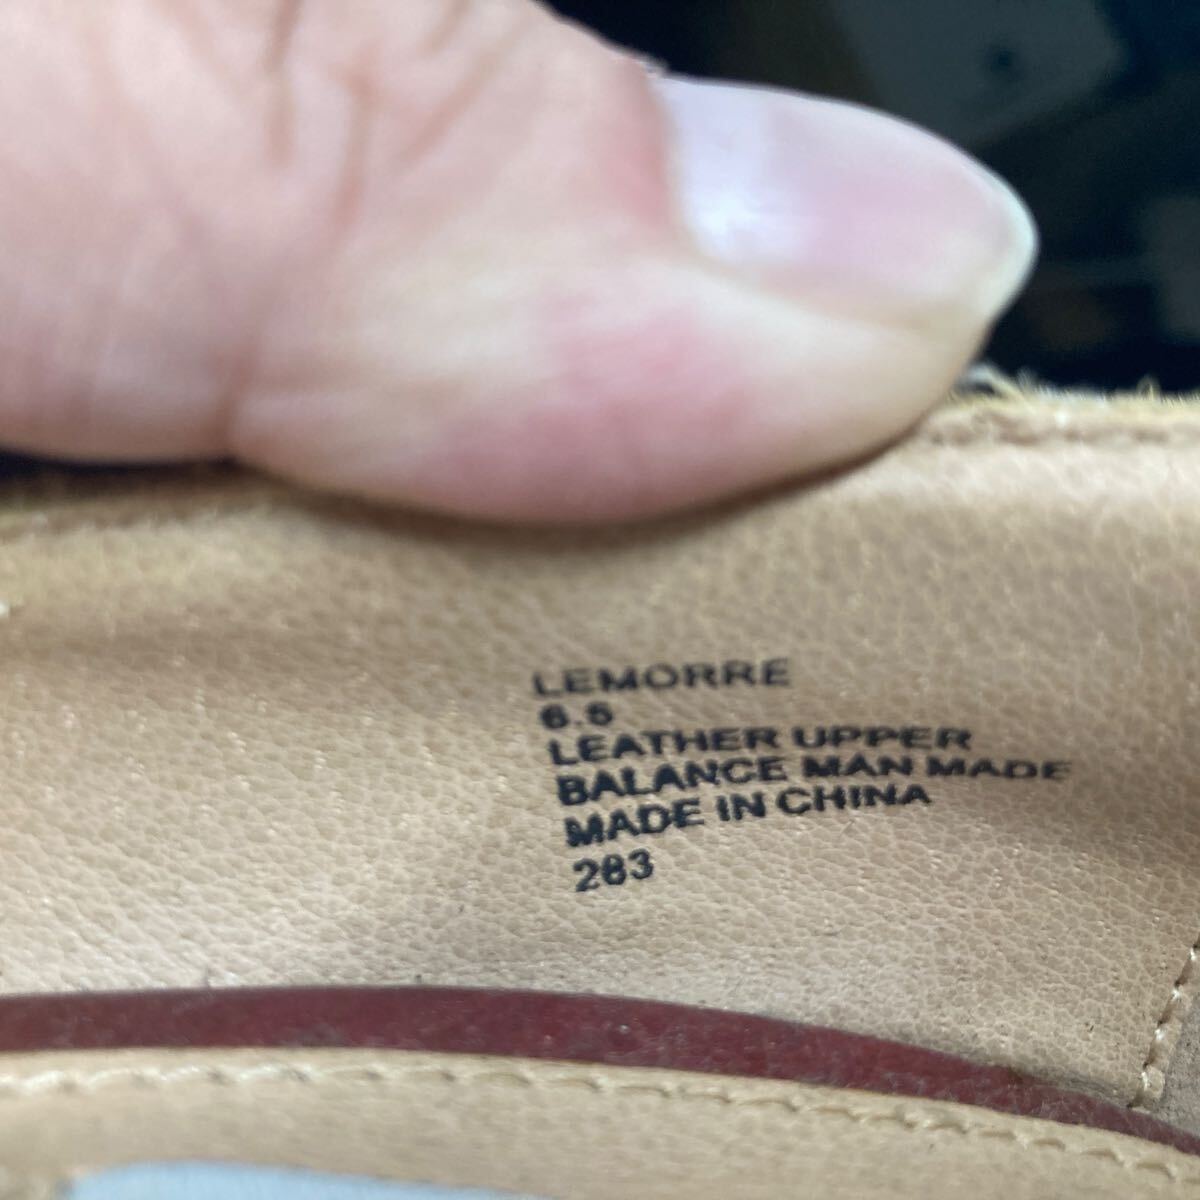 LEMORRE
6.5
LEATHER UPPER
BALANCE MAN MADE
MADE IN CHINA
283